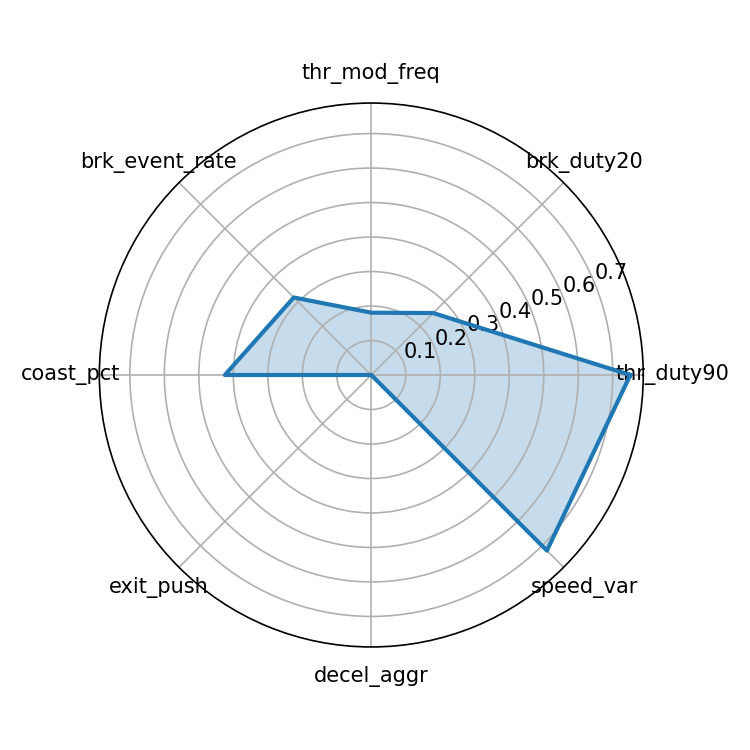 thr_mod_freq
brk_event_rate
brk_duty20
0.7
0.6
0.5
0.4
0.3
0.2
0.1
coast_pct
thr_duty90
exit_push
speed_var
decel_aggr